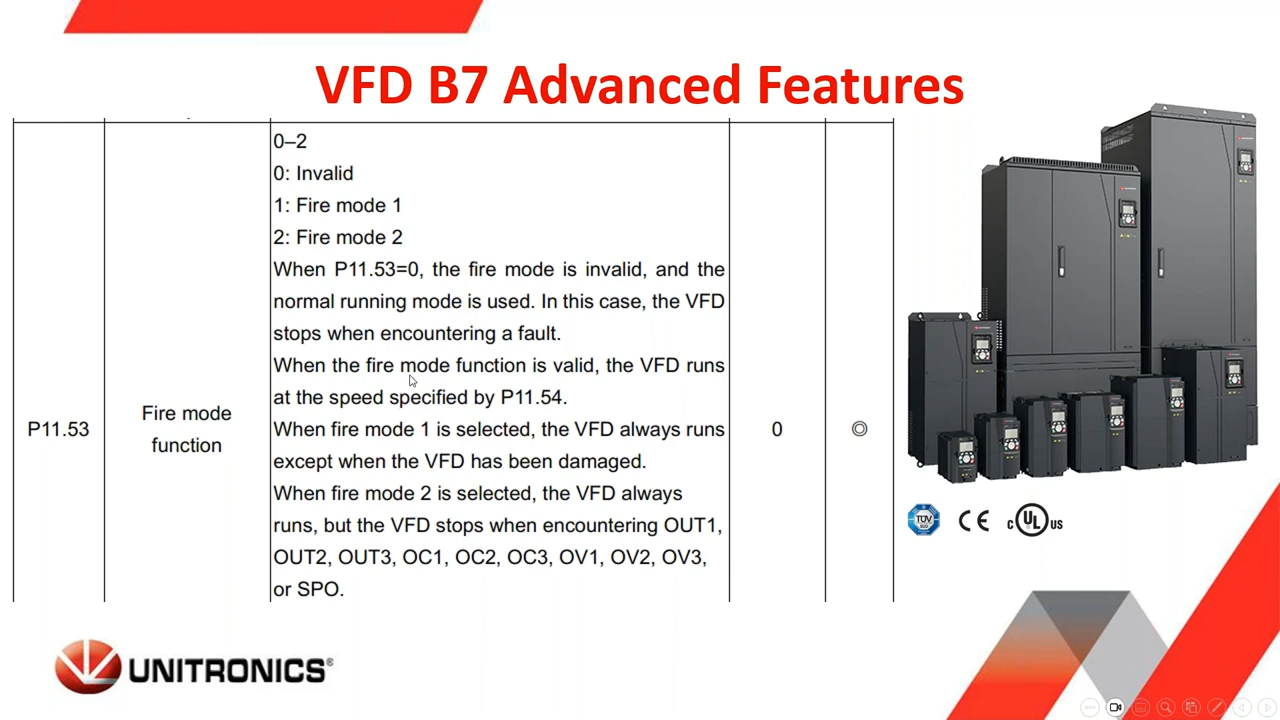 VFD B7 Advanced Features
0–2
0: Invalid
1: Fire mode 1
2: Fire mode 2
When P11.53=0, the fire mode is invalid, and the
normal running mode is used. In this case, the VFD
stops when encountering a fault.
When the fire mode function is valid, the VFD runs
at the speed specified by P11.54.
When fire mode 1 is selected, the VFD always runs
except when the VFD has been damaged.
When fire mode 2 is selected, the VFD always
runs, but the VFD stops when encountering OUT1,
OUT2, OUT3, OC1, OC2, OC3, OV1, OV2, OV3,
or SPO.
P11.53
Fire mode
function
0
◎
TÜV
CE
c UL US
UNITRONICS®